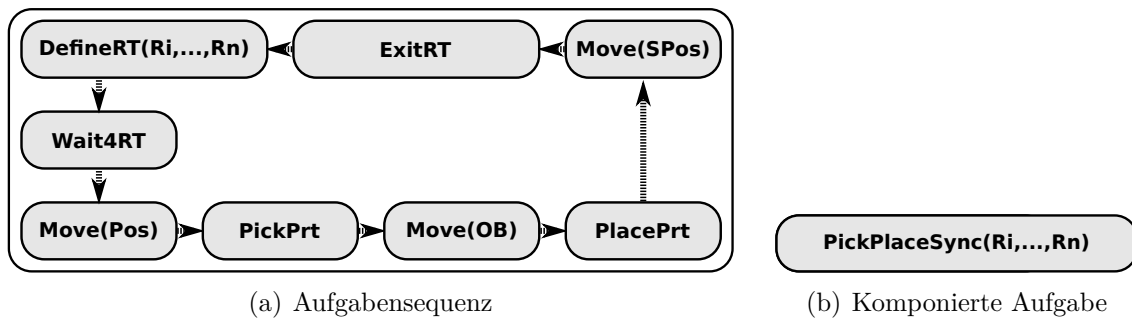 DefineRT(Ri,...,Rn)
ExitRT
Move(SPos)
Wait4RT
Move(Pos)
PickPrt
Move(OB)
PlacePrt
PickPlaceSync(Ri,...,Rn)
(a) Aufgabensequenz
(b) Komponierte Aufgabe